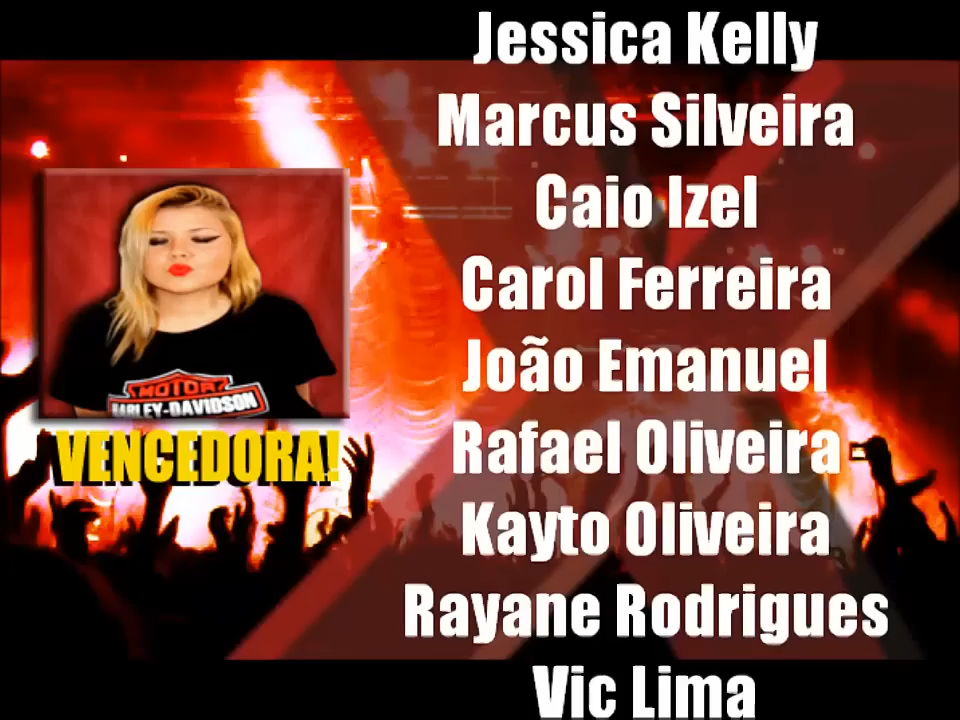 Jessica Kelly
Marcus Silveira
Caio Izel
Carol Ferreira
João Emanuel
Rafael Oliveira
Kayto Oliveira
Rayane Rodrigues
Vic Lima
MOTOR
HARLEY-DAVIDSON
VENCEDORA!